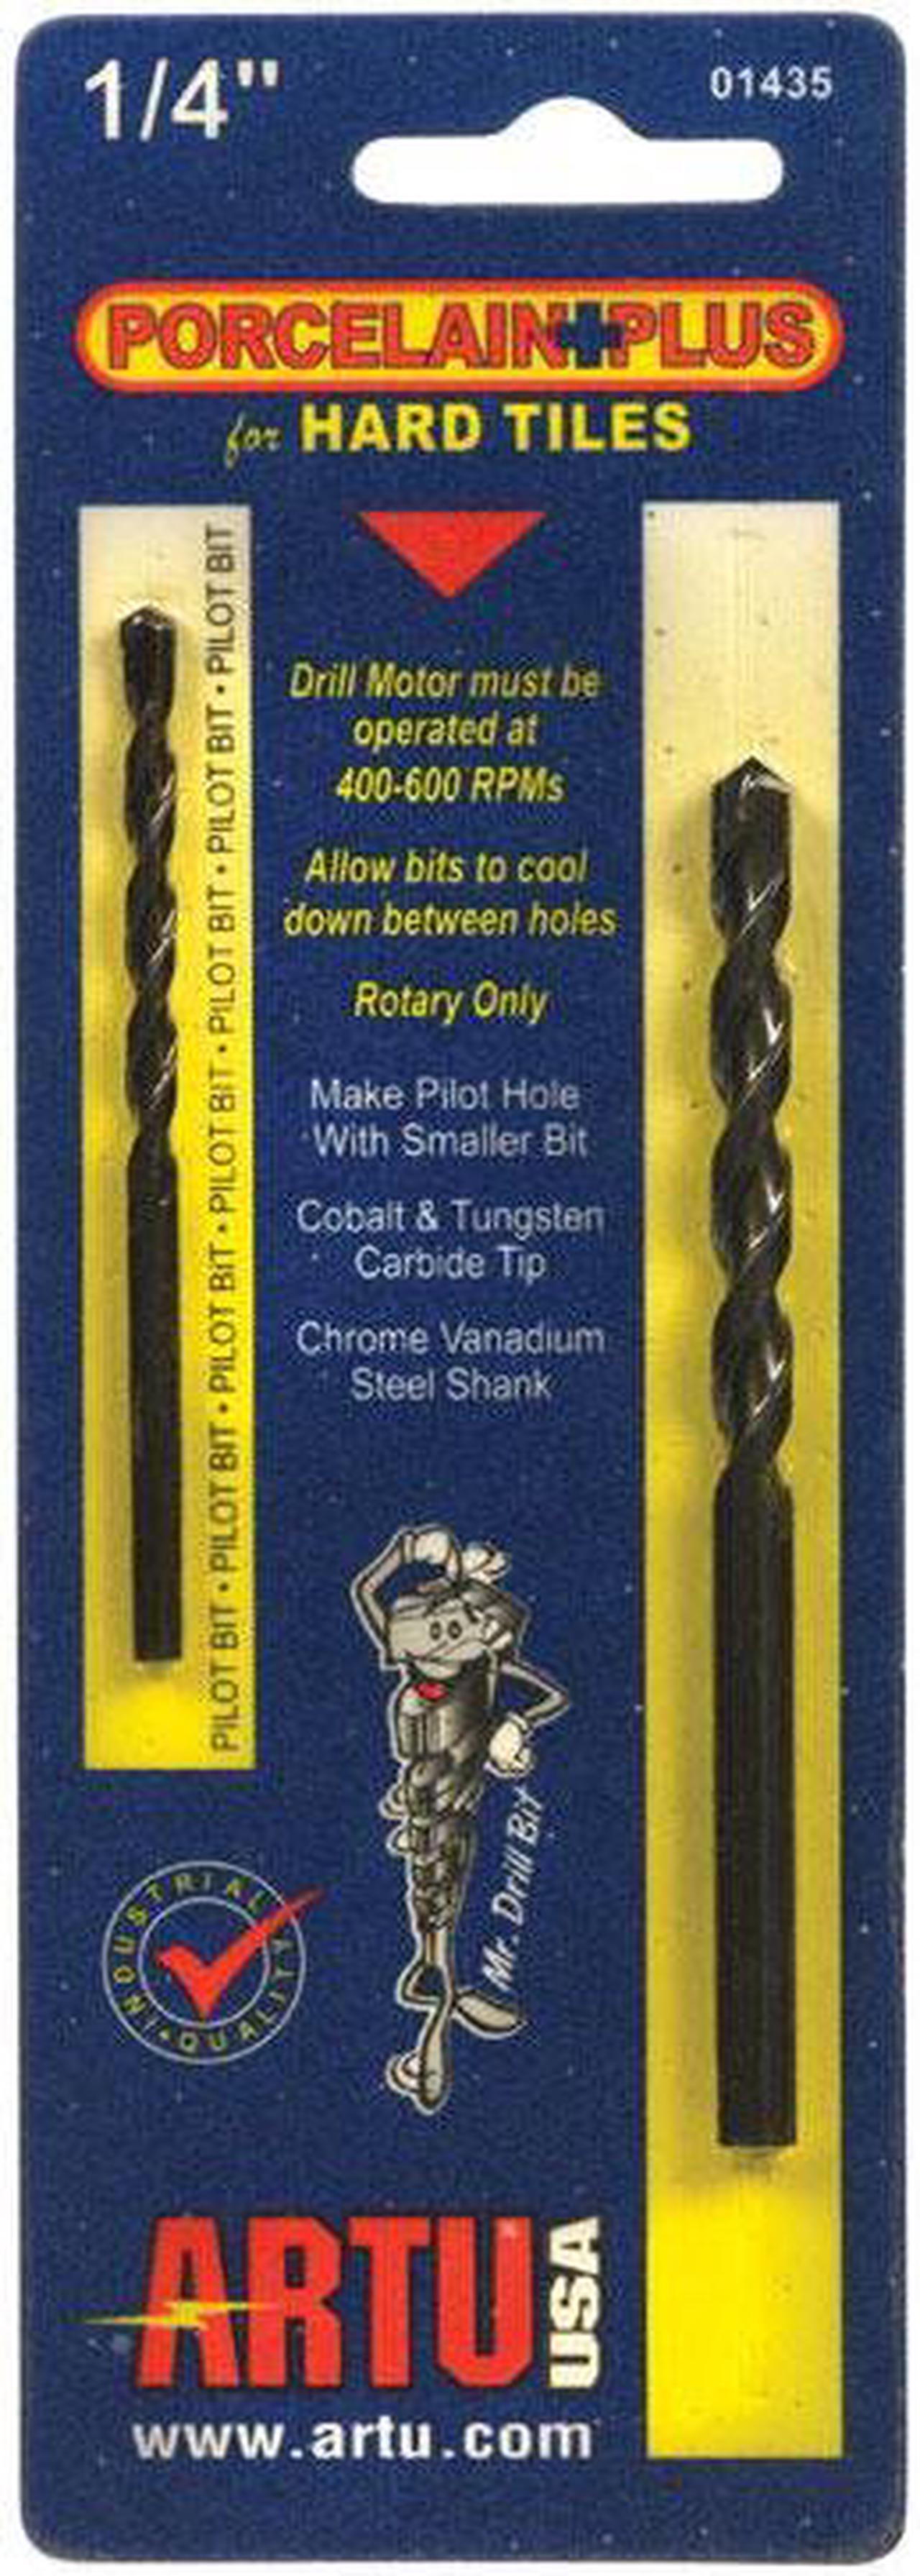 1/4"
01435
PORCELAIN+PLUS
for HARD TILES
PILOT BIT • PILOT BIT • PILOT BIT • PILOT BIT • PILOT BIT • PILOT BIT • PILOT BIT
Drill Motor must be
operated at
400-600 RPMs
Allow bits to cool
down between holes
Rotary Only
Make Pilot Hole
With Smaller Bit
Cobalt & Tungsten
Carbide Tip
Chrome Vanadium
Steel Shank
Mr. Drill Bit
INDUSTRIAL • QUALITY
ARTU USA
www.artu.com